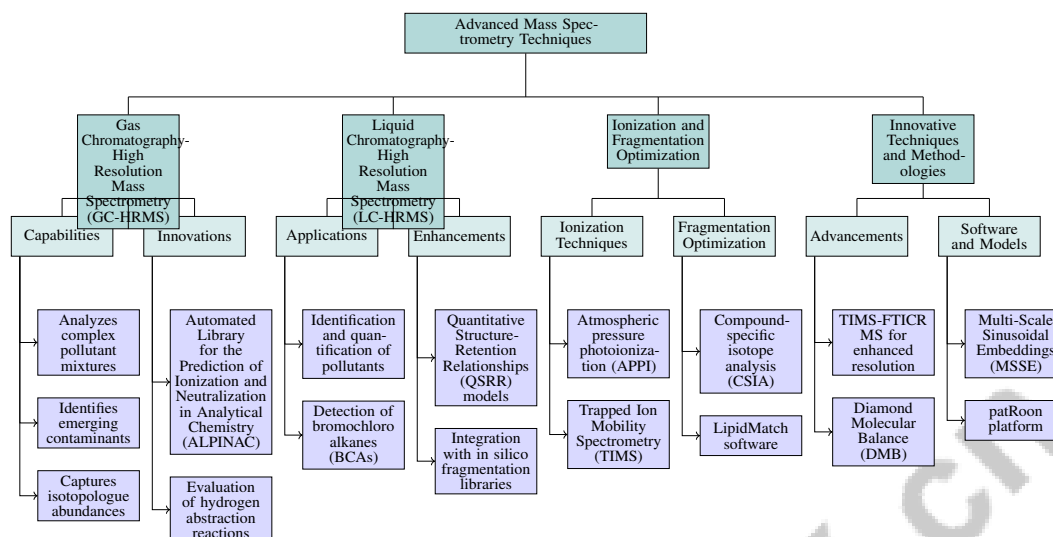 Advanced Mass Spec-
trometry Techniques
Gas
Chromatography-
High
Resolution
Mass
Spectrometry
(GC-HRMS)
Liquid
Chromatography-
High
Resolution
Mass
Spectrometry
(LC-HRMS)
Ionization and
Fragmentation
Optimization
Innovative
Techniques
and Method-
ologies
Capabilities
Innovations
Applications
Enhancements
Ionization
Techniques
Fragmentation
Optimization
Advancements
Software
and Models
Analyzes
complex
pollutant
mixtures
Identifies
emerging
contaminants
Captures
isotopologue
abundances
Automated
Library
for the
Prediction of
Ionization and
Neutralization
in Analytical
Chemistry
(ALPINAC)
Evaluation
of hydrogen
abstraction
reactions
Identification
and quan-
tification of
pollutants
Detection of
bromochloro
alkanes
(BCAs)
Quantitative
Structure-
Retention
Relationships
(QSRR)
models
Integration
with in silico
fragmentation
libraries
Atmospheric
pressure
photoioniza-
tion (APPI)
Trapped Ion
Mobility
Spectrometry
(TIMS)
Compound-
specific
isotope
analysis
(CSIA)
LipidMatch
software
TIMS-FTICR
MS for
enhanced
resolution
Diamond
Molecular
Balance
(DMB)
Multi-Scale
Sinusoidal
Embeddings
(MSSE)
patRoon
platform
.cn